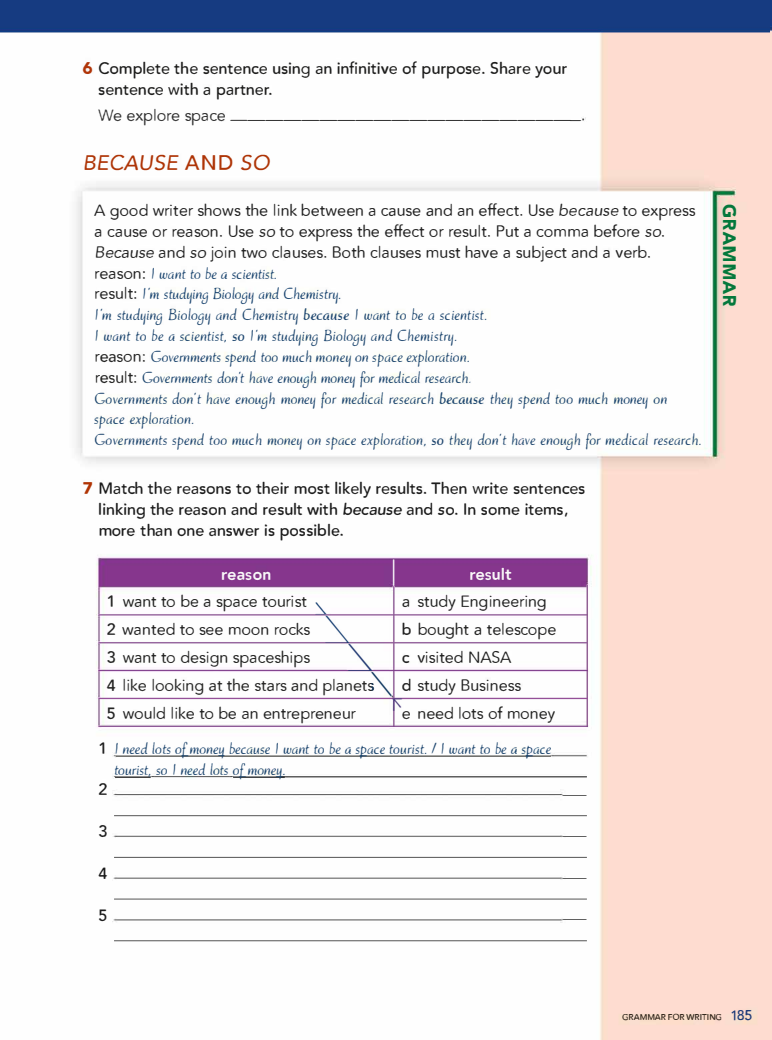 6 Complete the sentence using an infinitive of purpose. Share your
sentence with a partner.
We explore space ______________________________.
BECAUSE AND SO
A good writer shows the link between a cause and an effect. Use because to express
a cause or reason. Use so to express the effect or result. Put a comma before so.
Because and so join two clauses. Both clauses must have a subject and a verb.
reason: I want to be a scientist.
result: I'm studying Biology and Chemistry.
I'm studying Biology and Chemistry because I want to be a scientist.
I want to be a scientist, so I'm studying Biology and Chemistry.
reason: Governments spend too much money on space exploration.
result: Governments don't have enough money for medical research.
Governments don't have enough money for medical research because they spend too much money on
space exploration.
Governments spend too much money on space exploration, so they don't have enough for medical research.
GRAMMAR
7 Match the reasons to their most likely results. Then write sentences
linking the reason and result with because and so. In some items,
more than one answer is possible.
reason result
1 want to be a space tourist a study Engineering
2 wanted to see moon rocks b bought a telescope
3 want to design spaceships c visited NASA
4 like looking at the stars and planets d study Business
5 would like to be an entrepreneur e need lots of money
1 I need lots of money because I want to be a space tourist. / I want to be a space
tourist, so I need lots of money.
2
3
4
5
GRAMMAR FOR WRITING 185